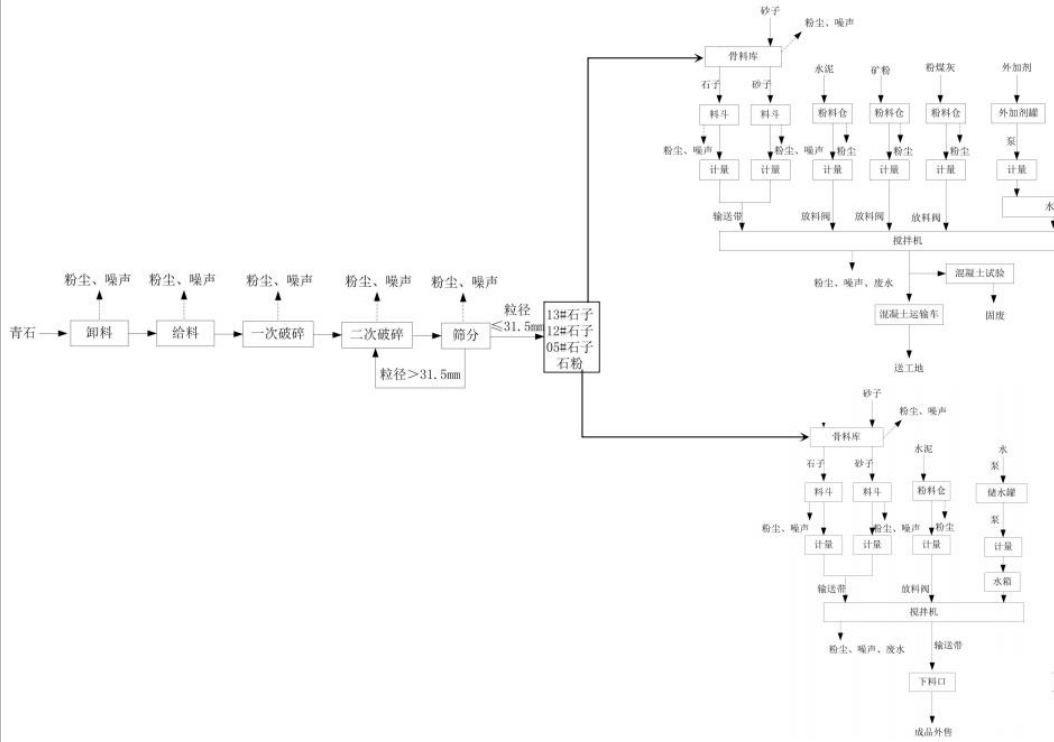 砂子
粉尘、噪声
骨料库
石子
砂子
水泥
矿粉
粉煤灰
外加剂
料斗
料斗
粉料仓
粉料仓
粉料仓
外加剂罐
粉尘、噪声
粉尘、噪声
粉尘
粉尘
粉尘
泵
计量
计量
计量
计量
计量
计量
水
输送带
放料阀
放料阀
放料阀
搅拌机
粉尘、噪声、废水
混凝土试验
固废
混凝土运输车
送工地
粉尘、噪声
粉尘、噪声
粉尘、噪声
粉尘、噪声
粉尘、噪声
青石
卸料
给料
一次破碎
二次破碎
筛分
粒径
≤31.5mm
粒径>31.5mm
13#石子
12#石子
05#石子
石粉
砂子
粉尘、噪声
骨料库
石子
砂子
水泥
水
泵
料斗
料斗
粉料仓
储水罐
粉尘、噪声
粉尘、噪声
粉尘
泵
计量
计量
计量
计量
水箱
输送带
放料阀
搅拌机
粉尘、噪声、废水
输送带
下料口
成品外售